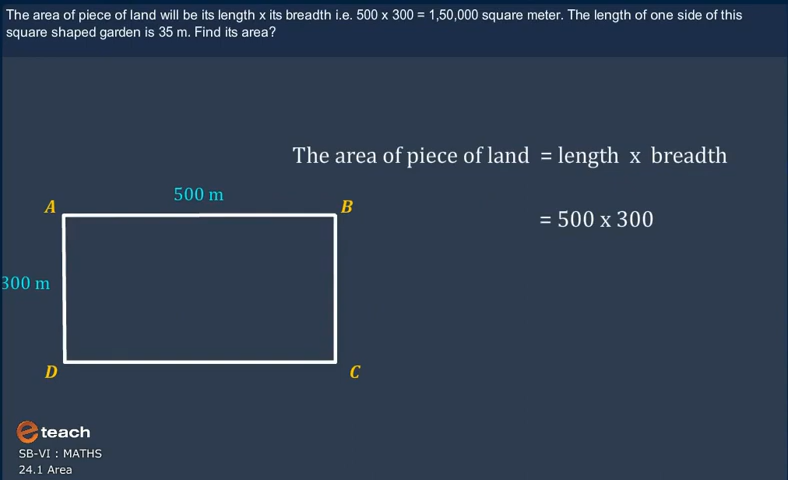 The area of piece of land will be its length x its breadth i.e. 500 x 300 = 1,50,000 square meter. The length of one side of this
square shaped garden is 35 m. Find its area?
The area of piece of land = length x breadth
= 500 x 300
500 m
A
B
300 m
D
C
eteach
SB-VI : MATHS
24.1 Area